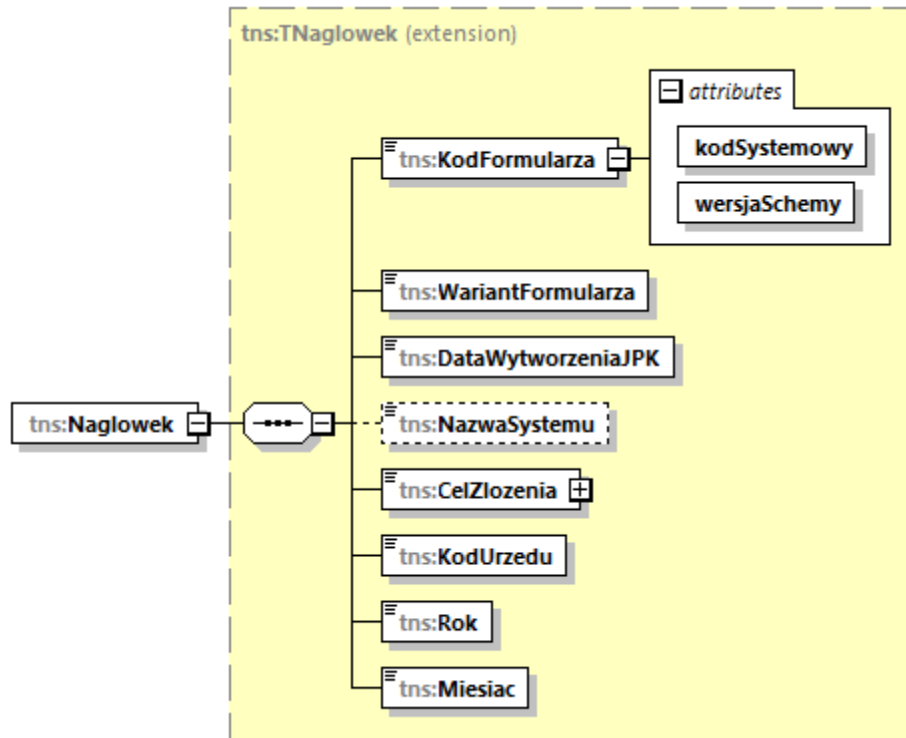 tns:TNaglowek (extension)
attributes
tns:KodFormularza
kodSystemowy
wersjaSchemy
tns:WariantFormularza
tns:DataWytworzeniaJPK
tns:Naglowek
tns:NazwaSystemu
tns:CelZlozenia
tns:KodUrzedu
tns:Rok
tns:Miesiac